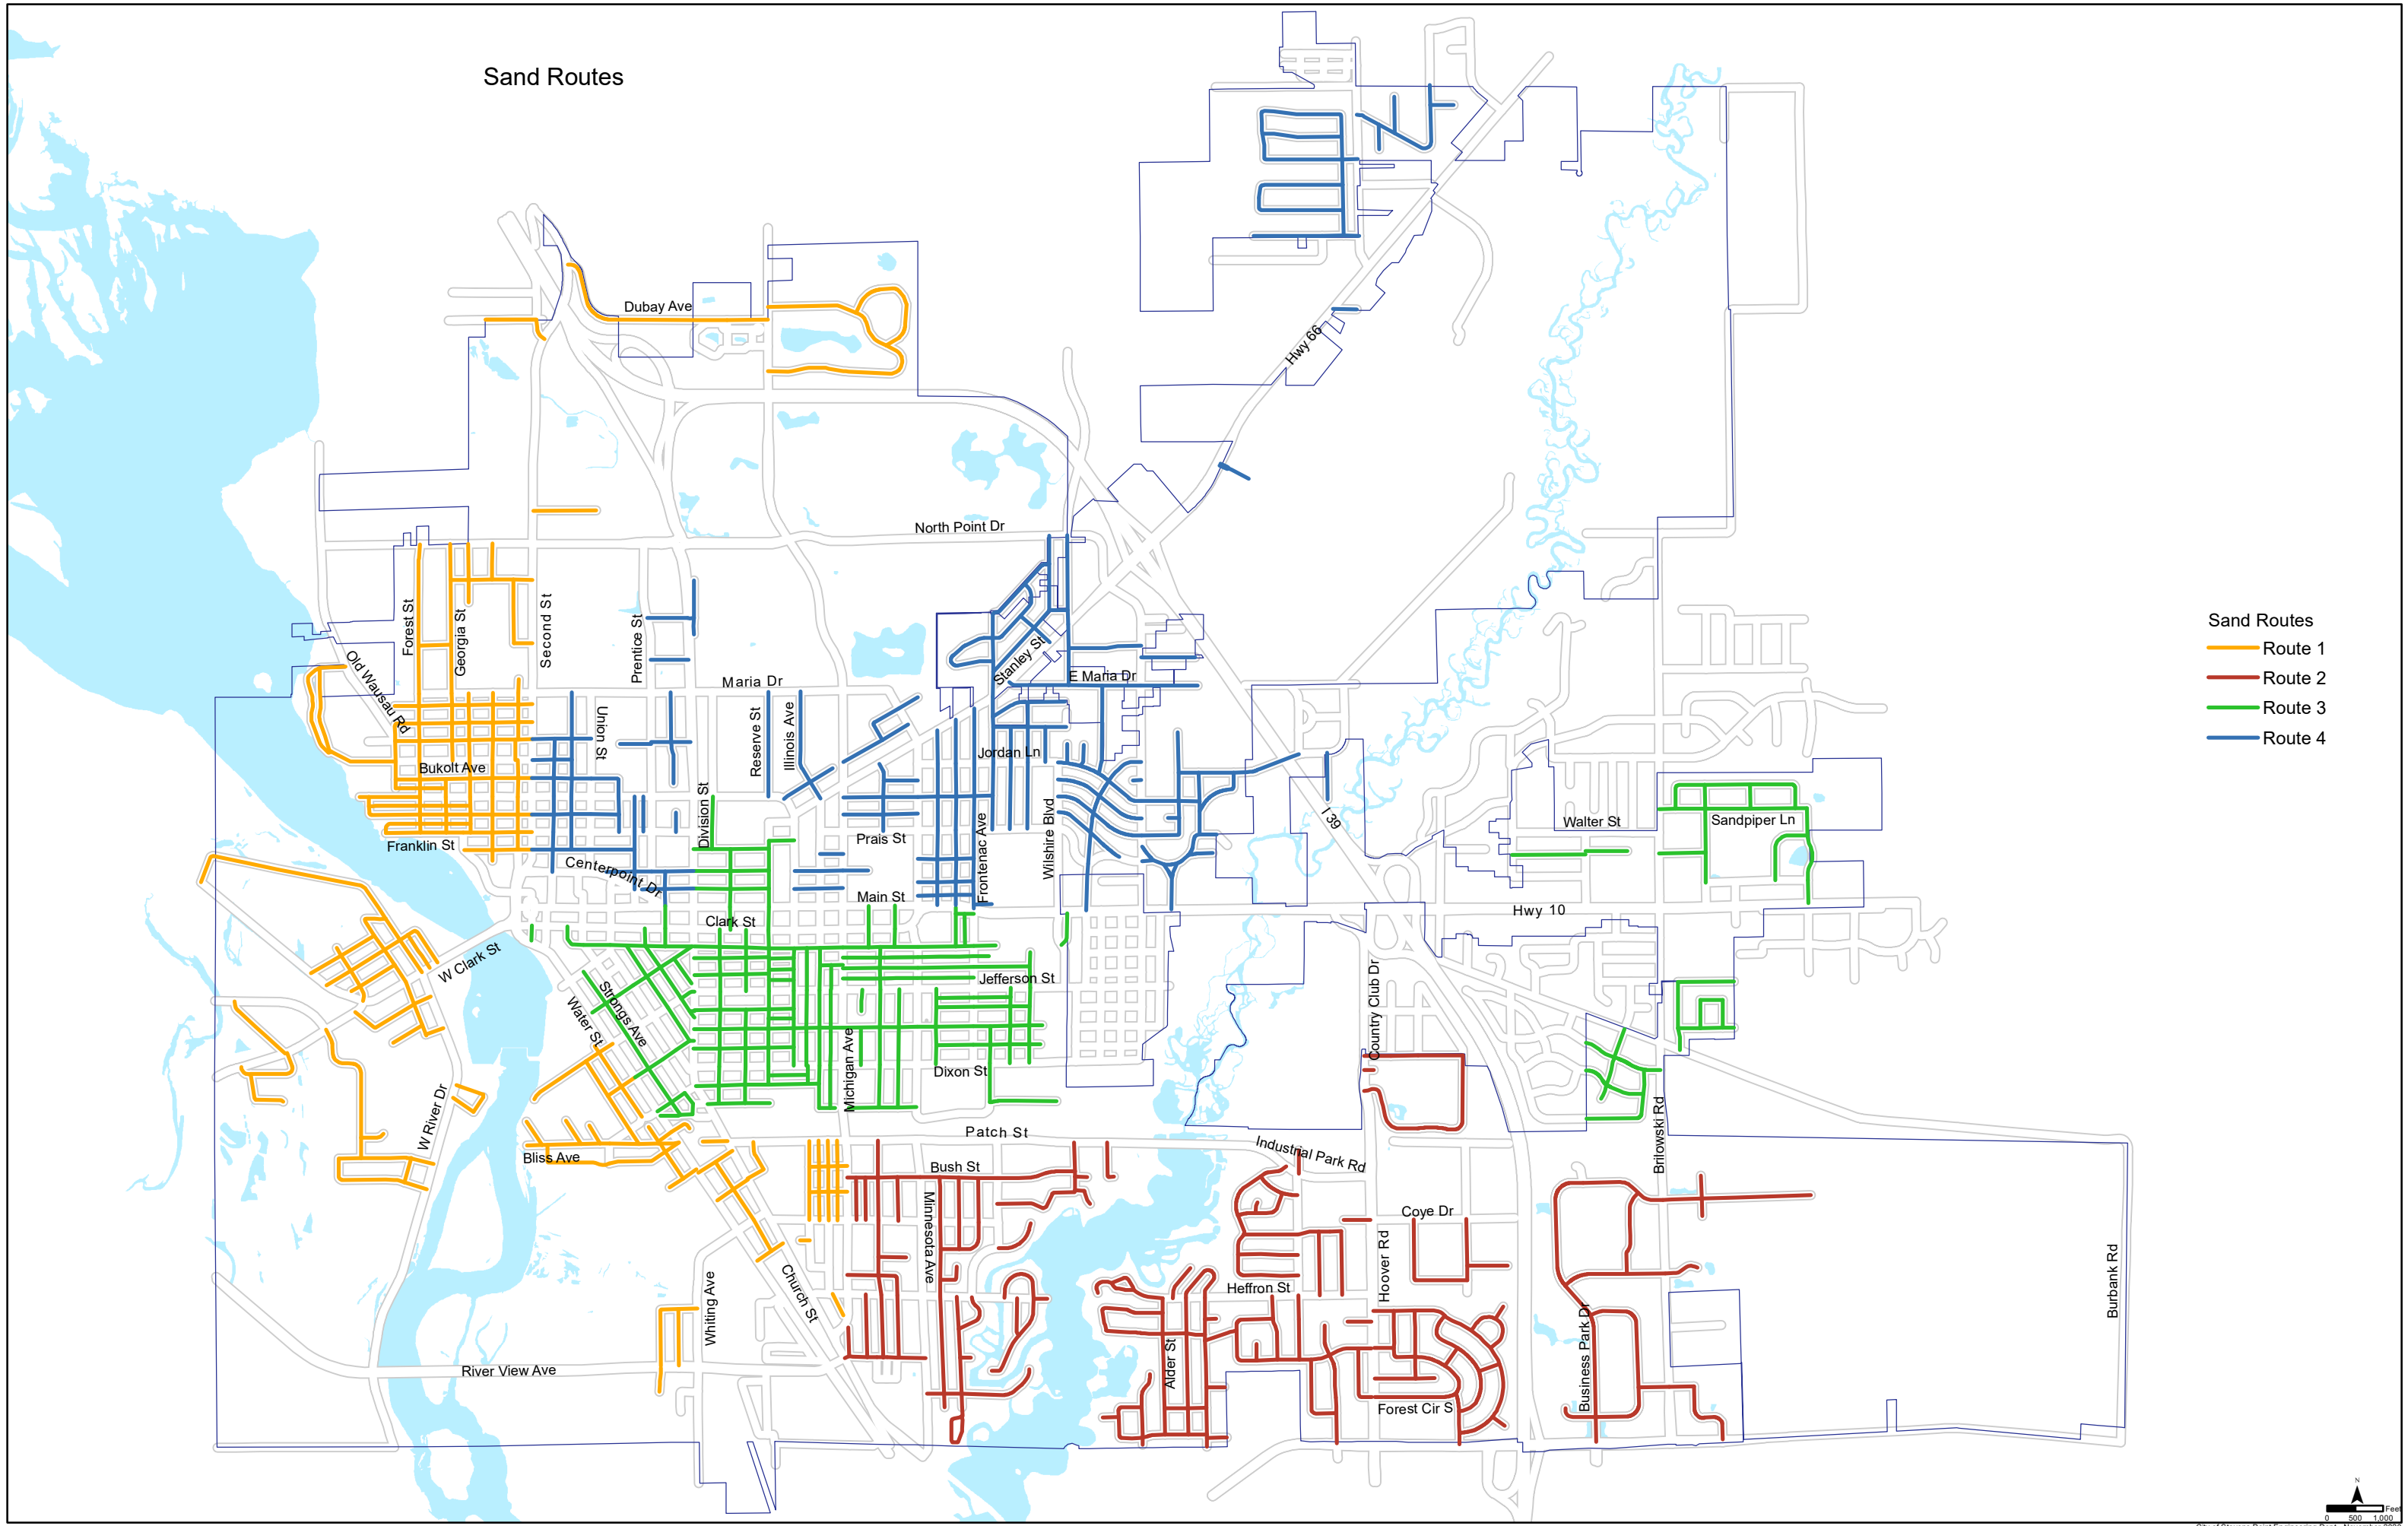 Sand Routes
Dubay Ave
Hwy 66
North Point Dr
Forest St
Georgia St
Second St
Prentice St
Old Wausau Rd
Union St
Maria Dr
Reserve St
Illinois Ave
Stanley St
E Maria Dr
Jordan Ln
Bukolt Ave
Division St
Prais St
Frontenac Ave
Wilshire Blvd
I 39
Walter St
Sandpiper Ln
Franklin St
Centerpoint Dr
Main St
Clark St
Hwy 10
W Clark St
Jefferson St
Strongs Ave
Water St
Michigan Ave
Dixon St
Country Club Dr
W River Dr
Patch St
Industrial Park Rd
Brilowski Rd
Bliss Ave
Bush St
Minnesota Ave
Coye Dr
Hoover Rd
Heffron St
Whiting Ave
Church St
Alder St
Business Park Dr
Burbank Rd
River View Ave
Forest Cir S
Sand Routes
Route 1
Route 2
Route 3
Route 4
N
Feet
0 500 1,000